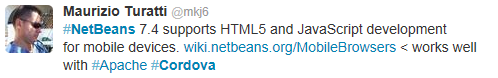 Maurizio Turatti @mkj6
#NetBeans 7.4 supports HTML5 and JavaScript development
for mobile devices. wiki.netbeans.org/MobileBrowsers < works well
with #Apache #Cordova